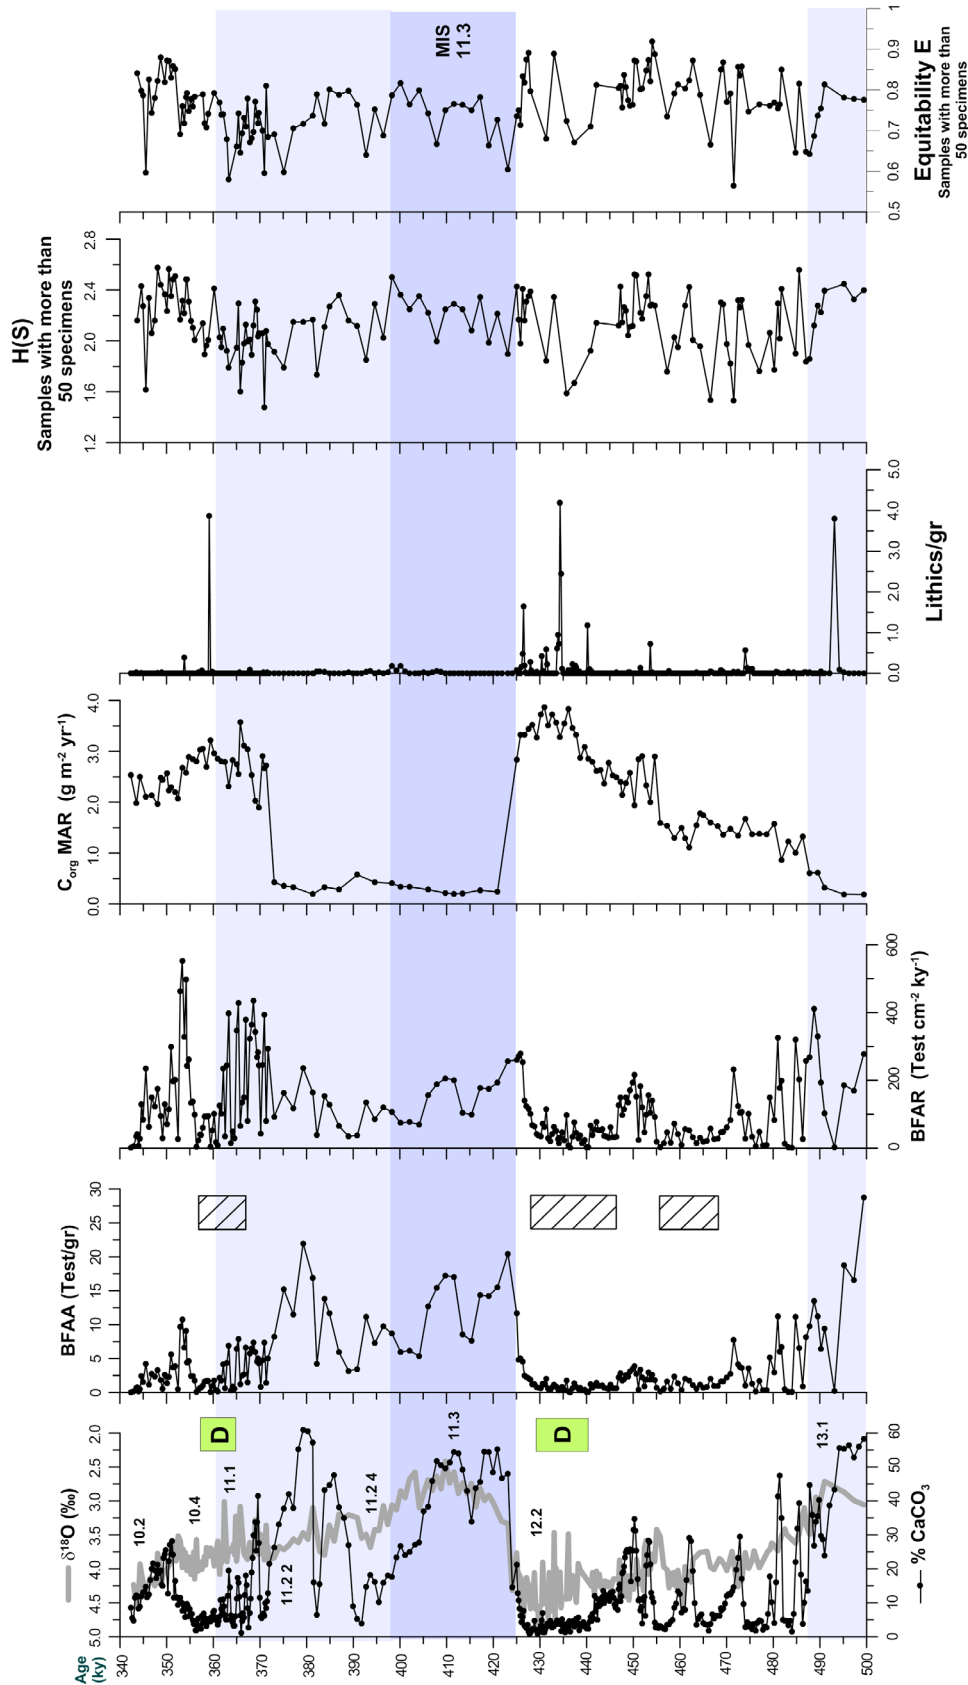 Equitability E
Samples with more than
50 specimens
0.5 0.6 0.7 0.8 0.9 1
MIS
11.3
H(S)
Samples with more than
50 specimens
1.2 1.6 2.0 2.4 2.8
Lithics/gr
0.0 1.0 2.0 3.0 4.0 5.0
Corg MAR (g m-2 yr-1)
0.0 1.0 2.0 3.0 4.0
BFAR (Test cm-2 ky-1)
0 200 400 600
BFAA (Test/gr)
0 5 10 15 20 25 30
δ18O (‰)
5.0 4.5 4.0 3.5 3.0 2.5 2.0
D
D
10.2
10.4
11.1
11.2 2
11.2 4
11.3
12.2
13.1
% CaCO3
0 10 20 30 40 50 60
Age
(ky)
340 350 360 370 380 390 400 410 420 430 440 450 460 470 480 490 500